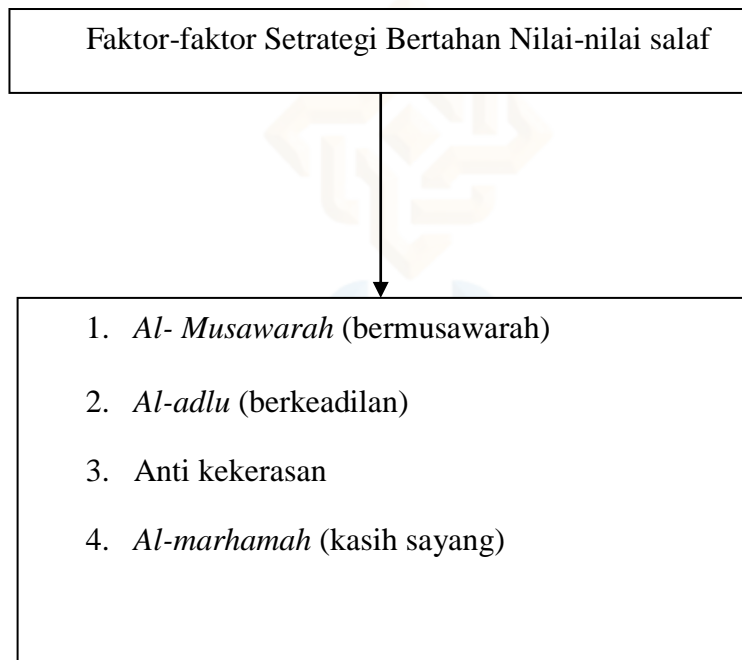 Faktor-faktor Setrategi Bertahan Nilai-nilai salaf
1. Al- Musawarah (bermusawarah)
2. Al-adlu (berkeadilan)
3. Anti kekerasan
4. Al-marhamah (kasih sayang)